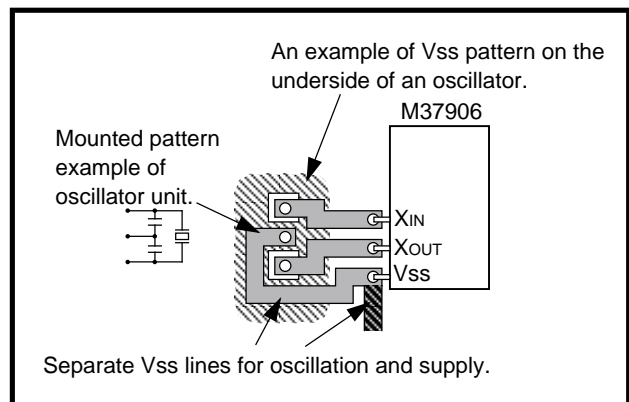 An example of Vss pattern on the
underside of an oscillator.
M37906
Mounted pattern
example of
oscillator unit.
XIN
XOUT
Vss
Separate Vss lines for oscillation and supply.